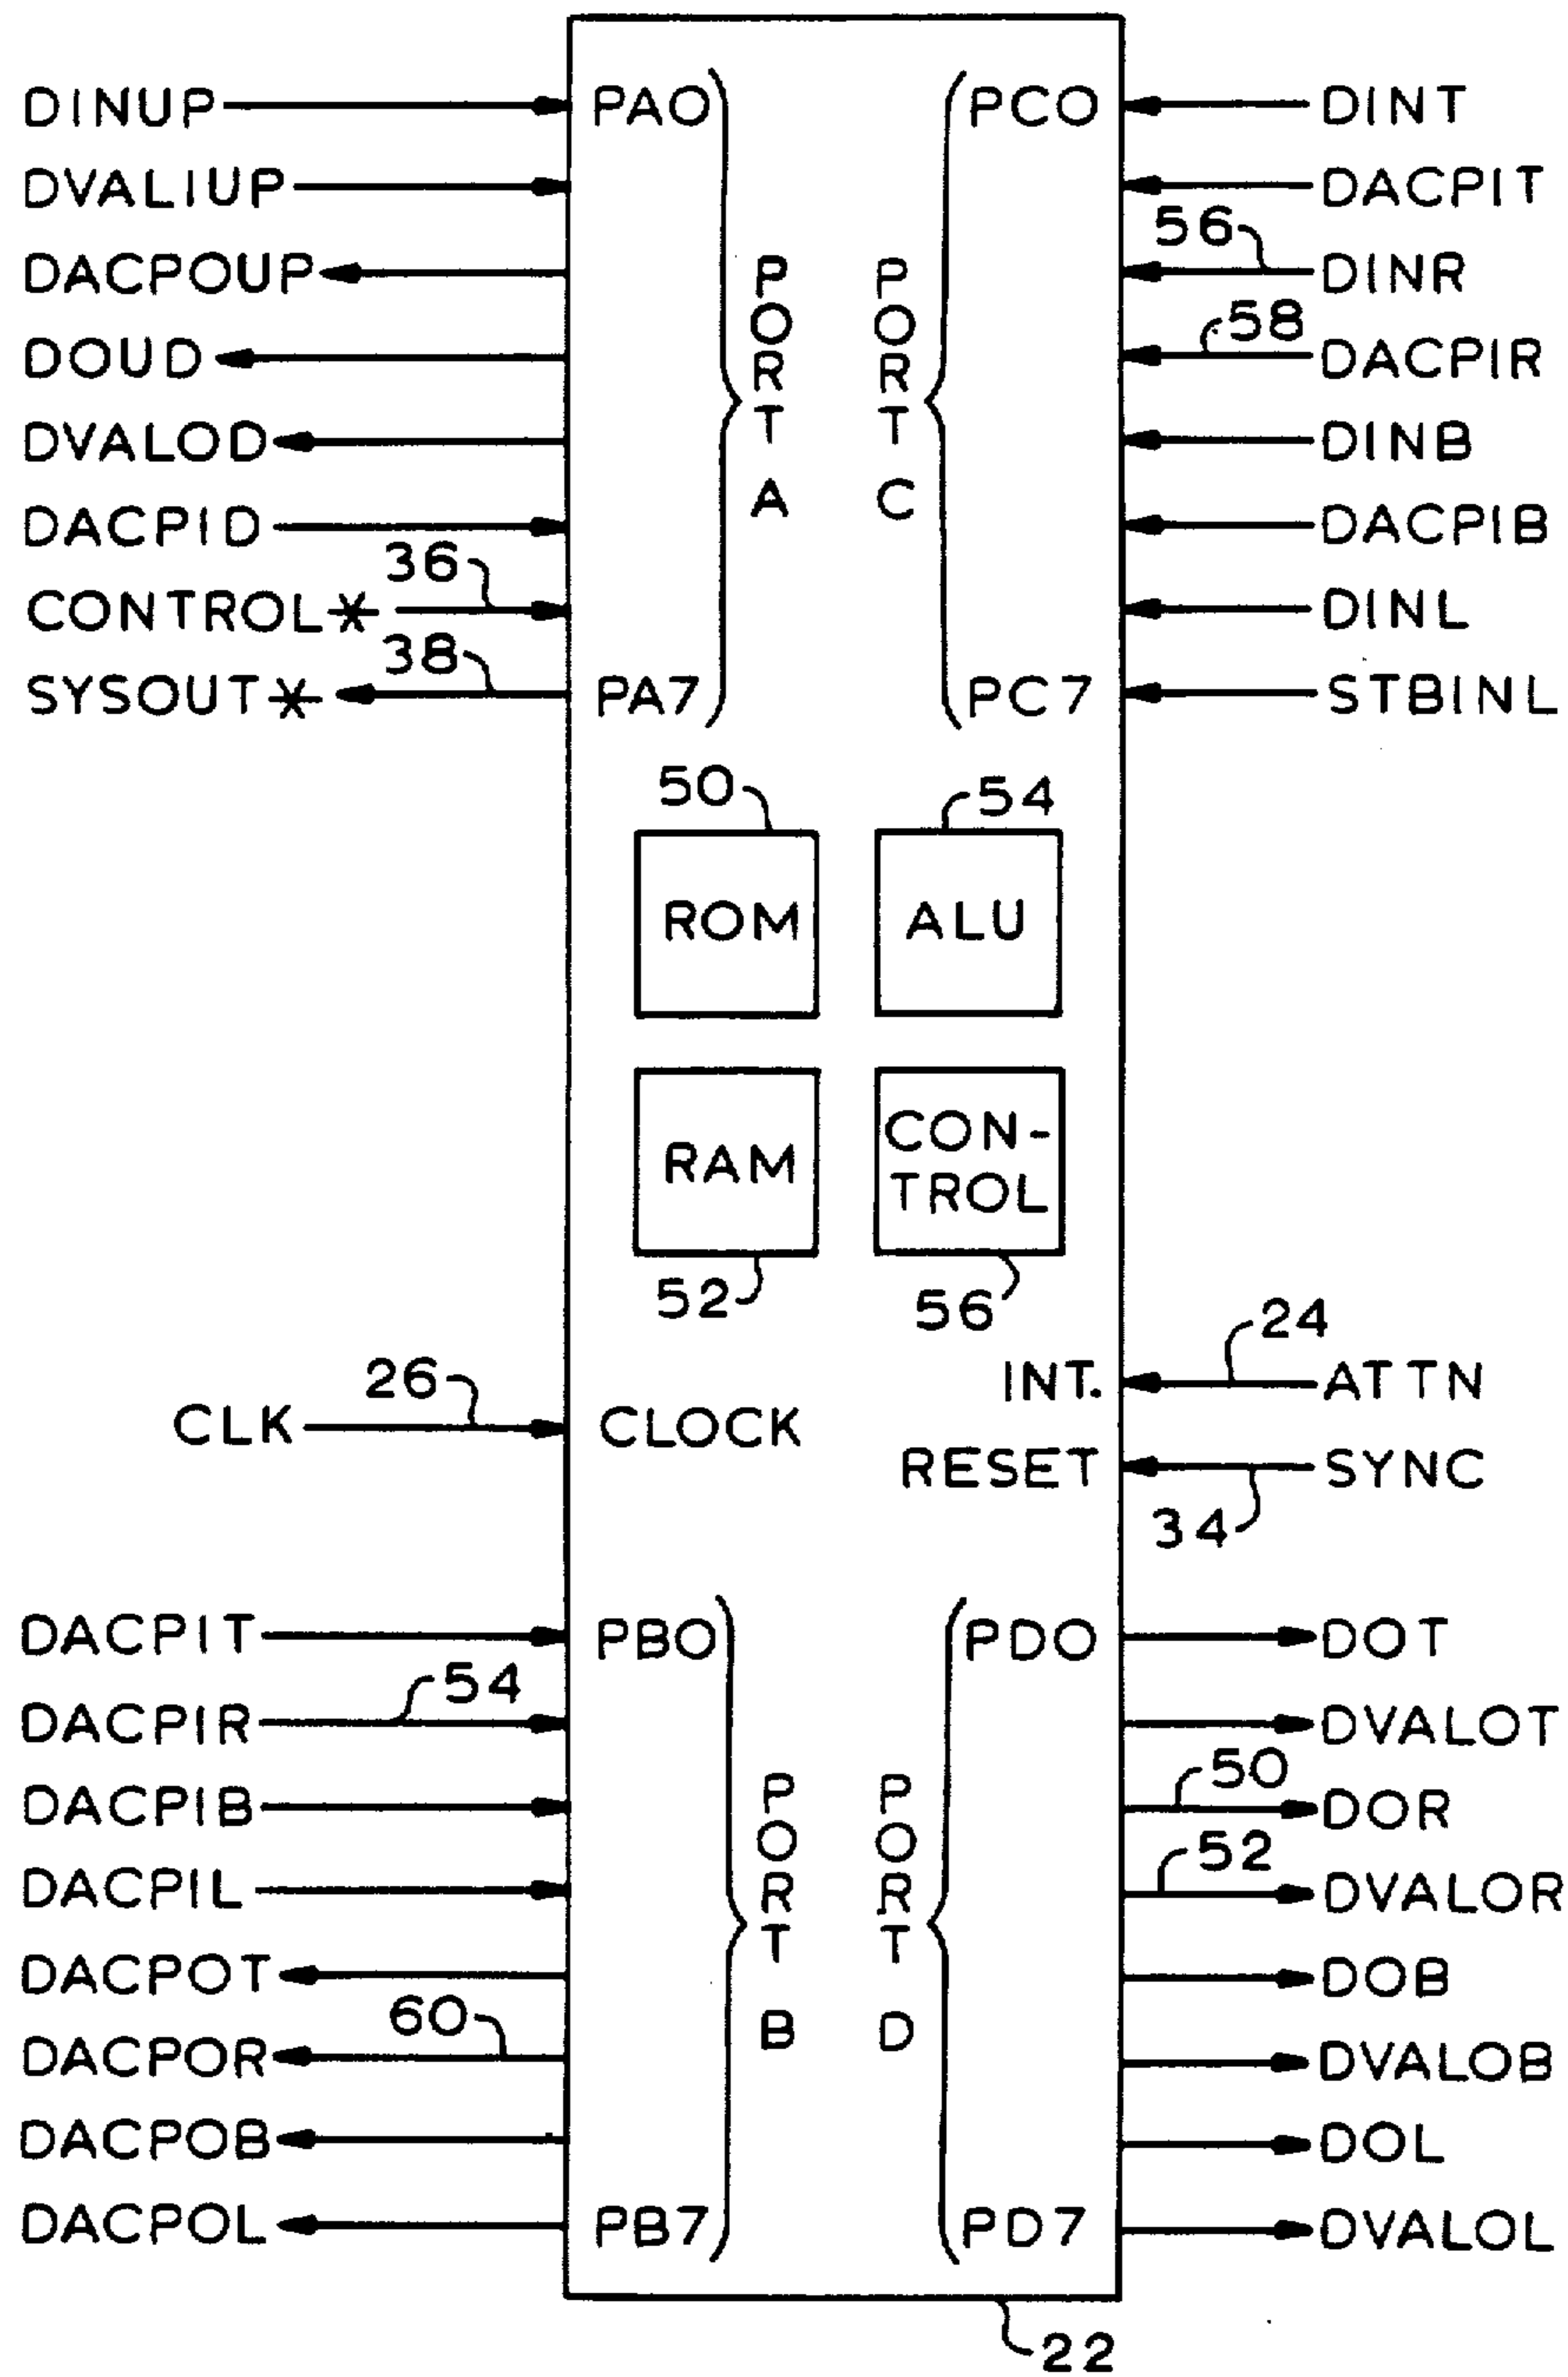 DINUP PA0 PC0 DINT
DVALIUP DACPIT
56
DACPOUP DINR
58
DOUD DACPIR
DVALOD DINB
DACPID DACPIB
36
CONTROL* DINL
38
SYSOUT* PA7 PC7 STBINL
PORT A
PORT C
50 54
ROM ALU
RAM CON-
TROL
52 56
24
INT. ATTN
26
CLK CLOCK
RESET SYNC
34
DACPIT PB0 PD0 DOT
54
DACPIR DVALOT
50
DACPIB DOR
52
DACPIL DVALOR
DACPOT DOB
60
DACPOR DVALOB
DACPOB DOL
DACPOL PB7 PD7 DVALOL
PORT B
PORT D
22